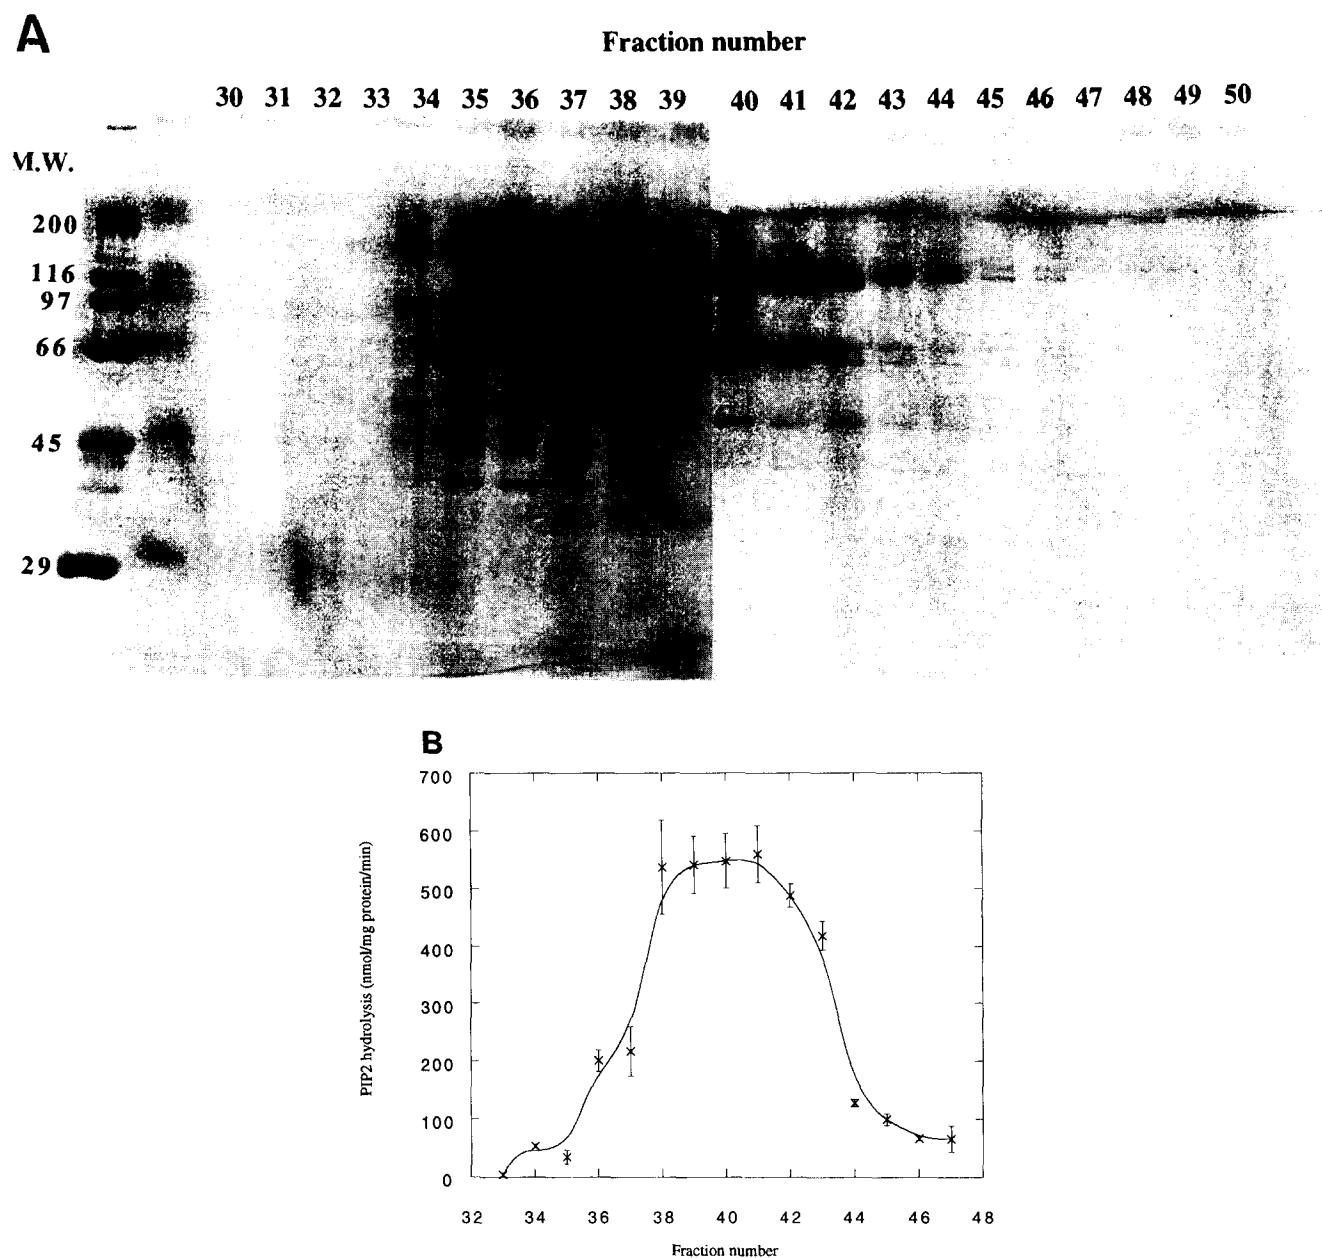 A
Fraction number
30 31 32 33 34 35 36 37 38 39 40 41 42 43 44 45 46 47 48 49 50
M.W.
200
116
97
66
45
29
B
PIP2 hydrolysis (nmol/mg protein/min)
700
600
500
400
300
200
100
0
32 34 36 38 40 42 44 46 48
Fraction number